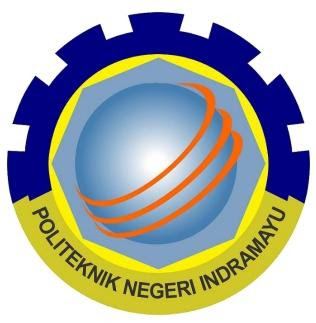 POLITEKNIK NEGERI INDRAMAYU